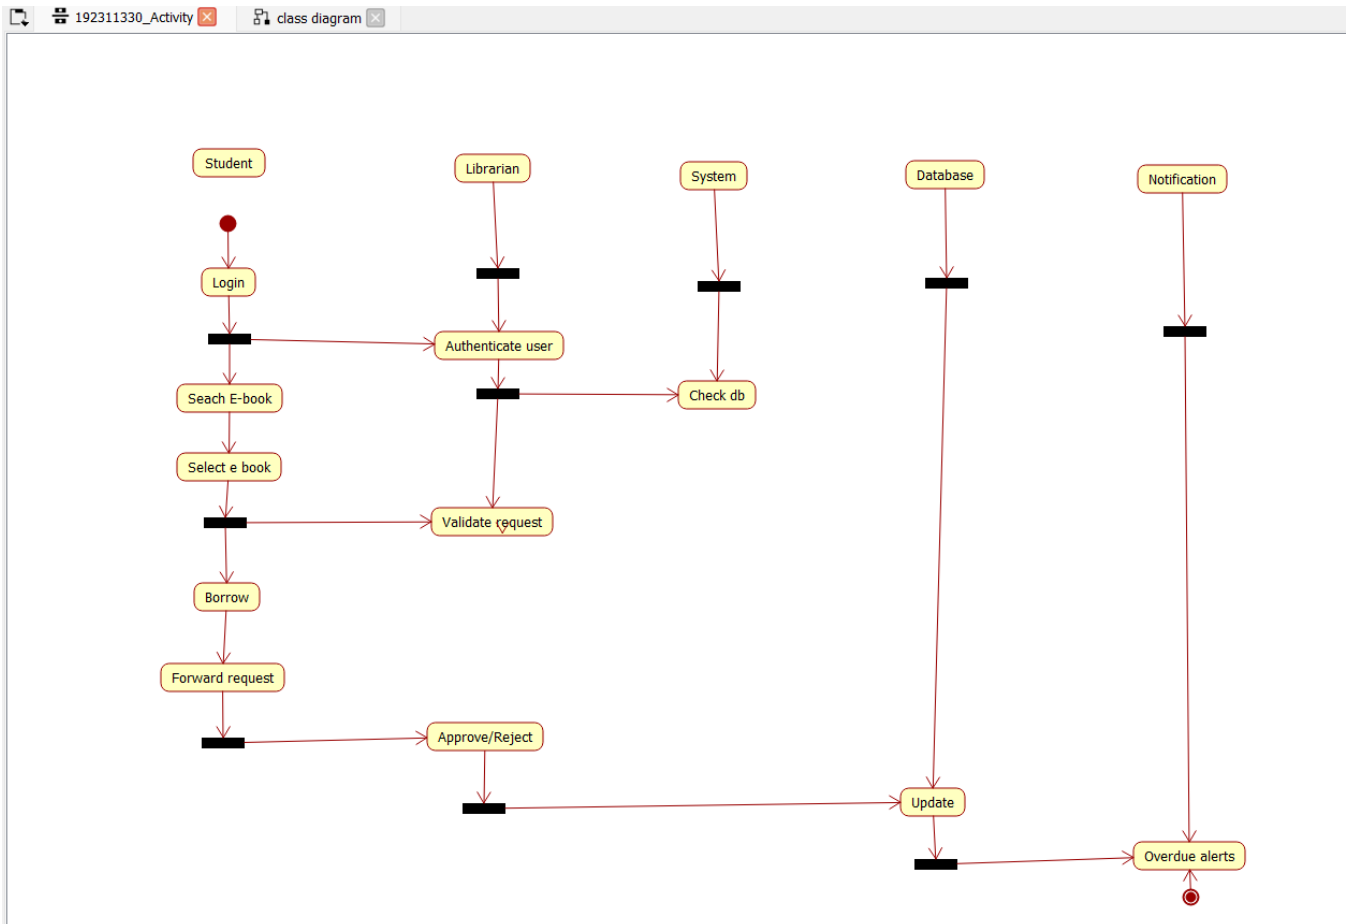 192311330_Activity
class diagram
Student
Librarian
System
Database
Notification
Login
Authenticate user
Seach E-book
Check db
Select e book
Validate request
Borrow
Forward request
Approve/Reject
Update
Overdue alerts